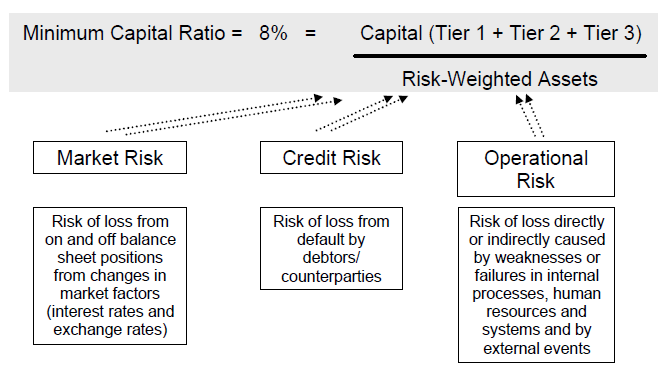 Minimum Capital Ratio = 8% = Capital (Tier 1 + Tier 2 + Tier 3)
Risk-Weighted Assets
Market Risk
Credit Risk
Operational
Risk
Risk of loss from
on and off balance
sheet positions
from changes in
market factors
(interest rates and
exchange rates)
Risk of loss from
default by
debtors/
counterparties
Risk of loss directly
or indirectly caused
by weaknesses or
failures in internal
processes, human
resources and
systems and by
external events